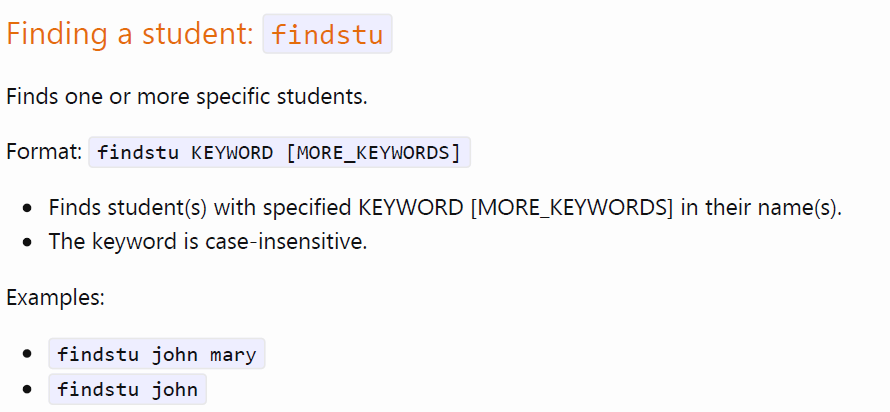 Finding a student: findstu
Finds one or more specific students.
Format: findstu KEYWORD [MORE_KEYWORDS]
• Finds student(s) with specified KEYWORD [MORE_KEYWORDS] in their name(s).
• The keyword is case-insensitive.
Examples:
• findstu john mary
• findstu john